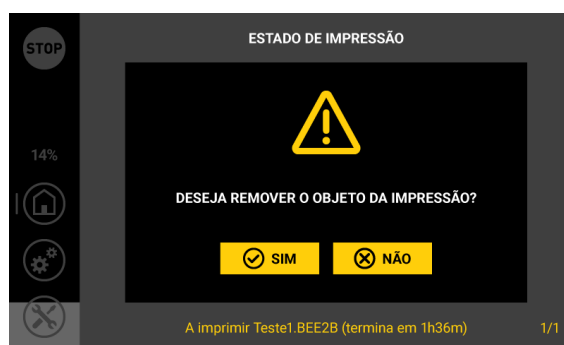 STOP
ESTADO DE IMPRESSÃO
14%
DESEJA REMOVER O OBJETO DA IMPRESSÃO?
SIM
NÃO
A imprimir Teste1.BEE2B (termina em 1h36m)
1/1